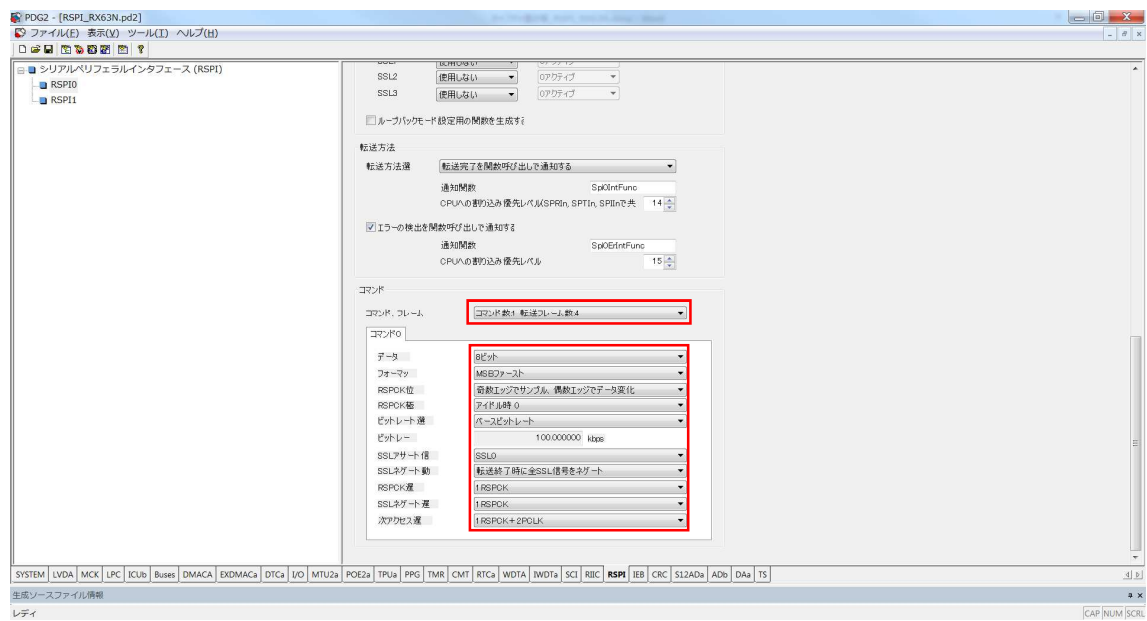 PDG2 - [RSPI_RX63N.pd2]
ファイル(F) 表示(V) ツール(T) ヘルプ(H)
シリアルペリフェラルインタフェース (RSPI)
RSPI0
RSPI1
SSL2 使用しない 0アクティブ
SSL3 使用しない 0アクティブ
ループバックモード設定用の関数を生成する
転送方法
転送方法選 転送完了を関数呼び出しで通知する
通知関数 Spi0IntFunc
CPUへの割り込み優先レベル(SPRIn, SPTIn, SPIInで共 14
エラーの検出を関数呼び出しで通知する
通知関数 Spi0ErIntFunc
CPUへの割り込み優先レベル 15
コマンド
コマンド、フレーム コマンド数:1 転送フレーム数:4
コマンド0
データ 8ビット
フォーマッ MSBファースト
RSPCK位 奇数エッジでサンプル、偶数エッジでデータ変化
RSPCK極 アイドル時 0
ビットレート選 ベースビットレート
ビットレー 100.000000 kbps
SSLアサート信 SSL0
SSLネゲート動 転送終了時に全SSL信号をネゲート
RSPCK遅 1RSPCK
SSLネゲート遅 1RSPCK
次アクセス遅 1RSPCK+2PCLK
SYSTEM LVDA MCK LPC ICUb Buses DMACA EXDMACa DTCa I/O MTU2a POE2a TPUa PPG TMR CMT RTCa WDTA IWDTa SCI RIIC RSPI IEB CRC S12ADa ADb DAa TS
生成ソースファイル情報
レディ CAP NUM SCRL